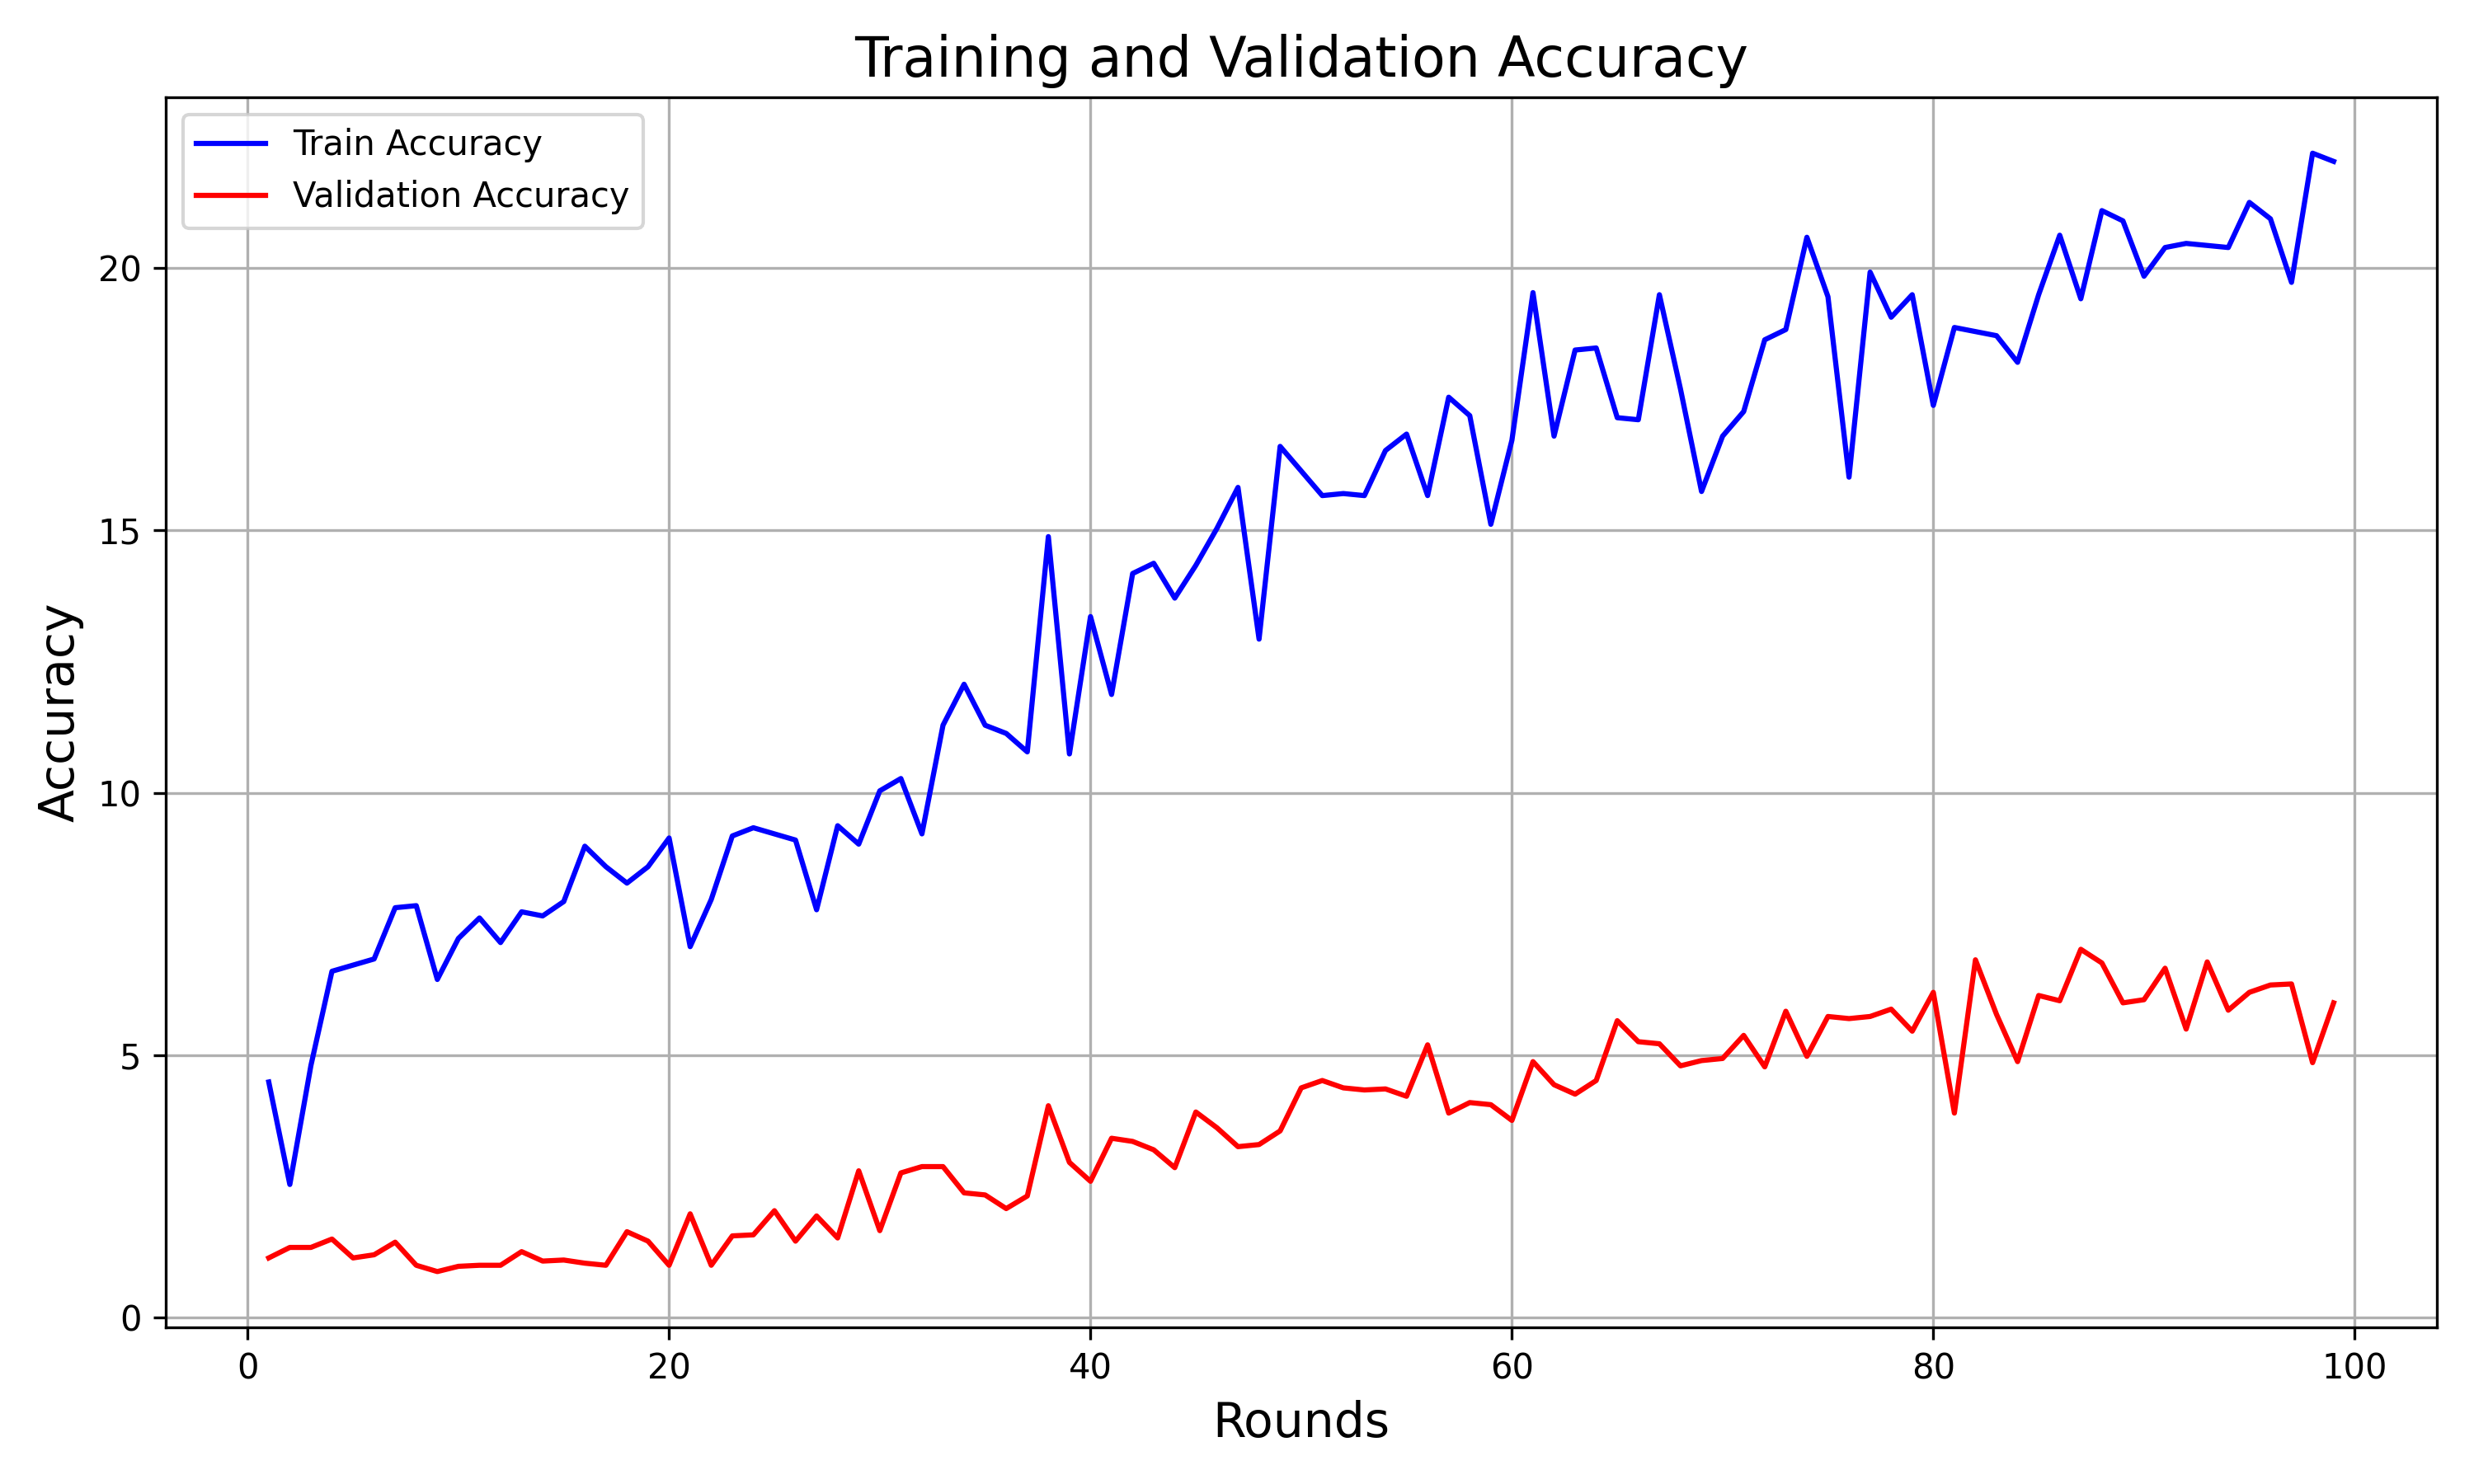 Training and Validation Accuracy
Train Accuracy
Validation Accuracy
Accuracy
20
15
10
5
0
0 20 40 60 80 100
Rounds